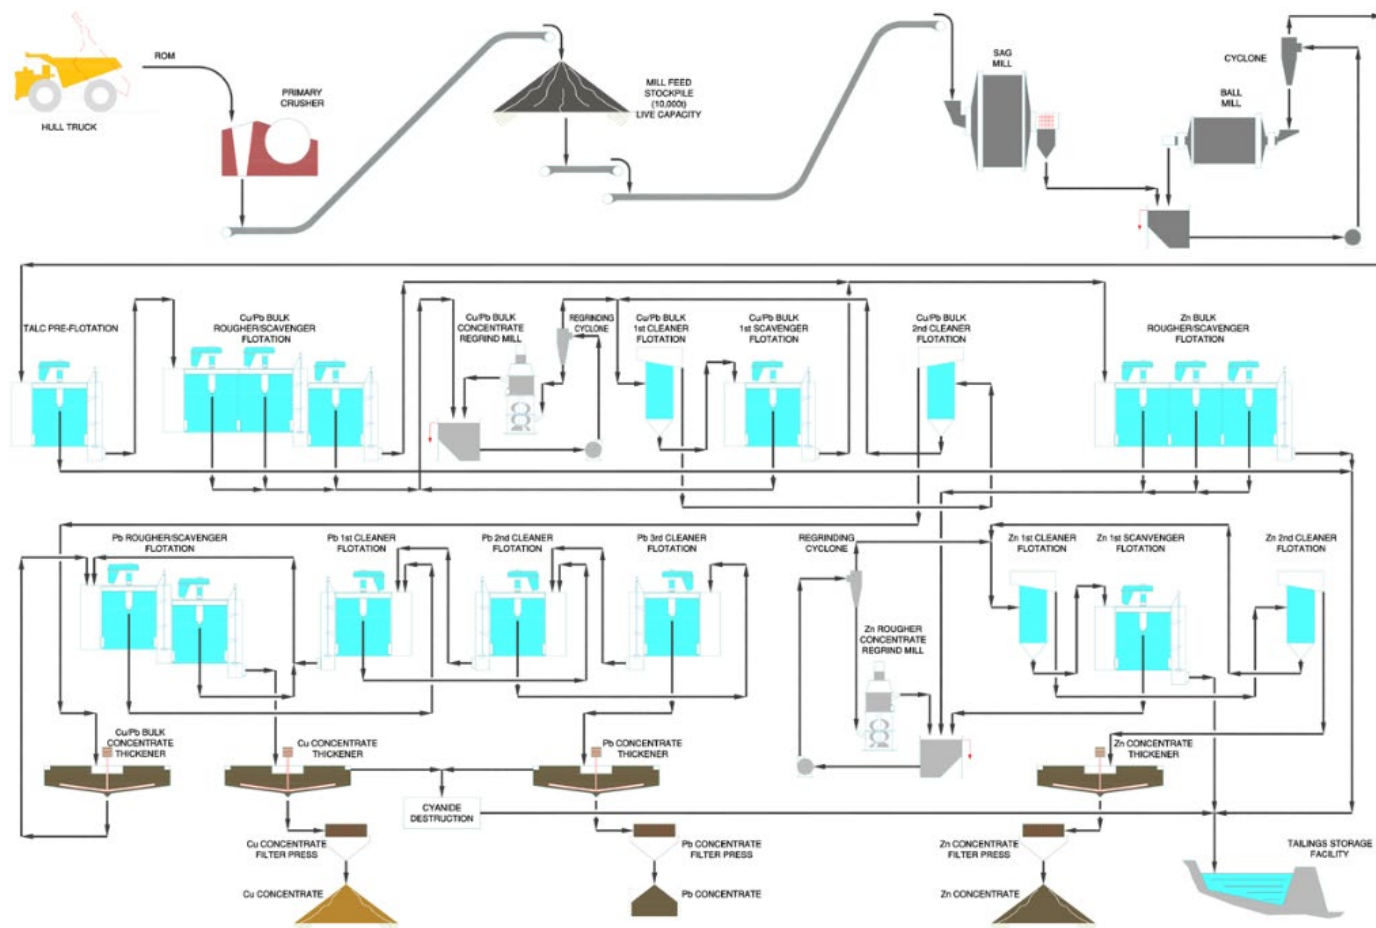 ROM
HULL TRUCK
PRIMARY
CRUSHER
MILL FEED
STOCKPILE
(10,000t)
LIVE CAPACITY
SAG
MILL
CYCLONE
BALL
MILL
TALC PRE-FLOTATION
Cu/Pb BULK
ROUGHER/SCAVENGER
FLOTATION
Cu/Pb BULK
CONCENTRATE
REGRIND MILL
REGRINDING
CYCLONE
Cu/Pb BULK
1st CLEANER
FLOTATION
Cu/Pb BULK
1st SCAVENGER
FLOTATION
Cu/Pb BULK
2nd CLEANER
FLOTATION
Zn BULK
ROUGHER/SCAVENGER
FLOTATION
Pb ROUGHER/SCAVENGER
FLOTATION
Pb 1st CLEANER
FLOTATION
Pb 2nd CLEANER
FLOTATION
Pb 3rd CLEANER
FLOTATION
REGRINDING
CYCLONE
Zn 1st CLEANER
FLOTATION
Zn 1st SCANVENGER
FLOTATION
Zn 2nd CLEANER
FLOTATION
Zn ROUGHER
CONCENTRATE
REGRIND MILL
Cu/Pb BULK
CONCENTRATE
THICKENER
Cu CONCENTRATE
THICKENER
Pb CONCENTRATE
THICKENER
Zn CONCENTRATE
THICKENER
CYANIDE
DESTRUCTION
Cu CONCENTRATE
FILTER PRESS
Pb CONCENTRATE
FILTER PRESS
Zn CONCENTRATE
FILTER PRESS
TAILINGS STORAGE
FACILITY
Cu CONCENTRATE
Pb CONCENTRATE
Zn CONCENTRATE